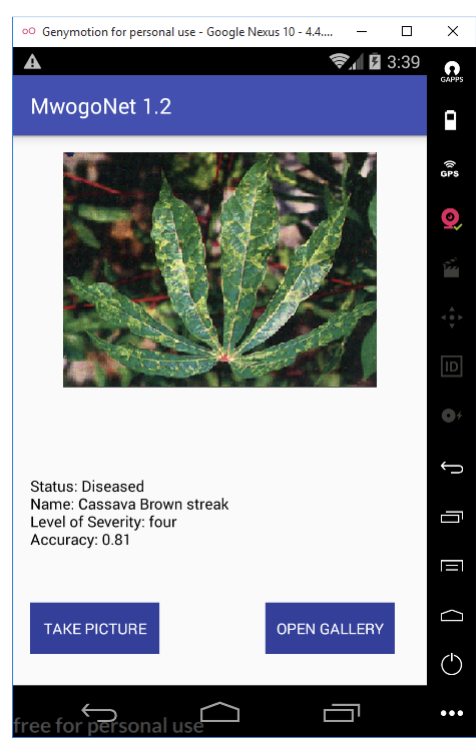 Genymotion for personal use - Google Nexus 10 - 4.4....
3:39
GAPPS
MwogoNet 1.2
GPS
ID
Status: Diseased
Name: Cassava Brown streak
Level of Severity: four
Accuracy: 0.81
TAKE PICTURE
OPEN GALLERY
free for personal use